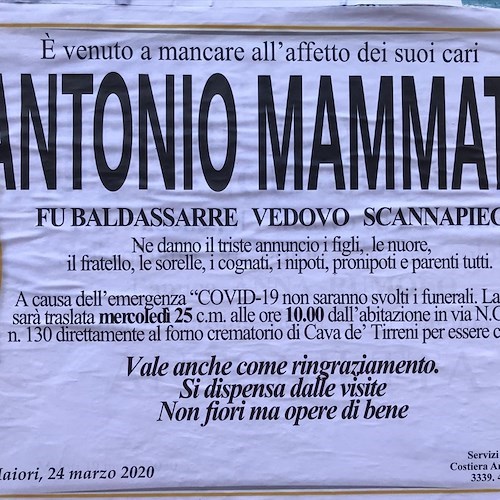 È venuto a mancare all'affetto dei suoi cari
ANTONIO MAMMAT
FU BALDASSARRE VEDOVO SCANNAPIEC
Ne danno il triste annuncio i figli, le nuore,
il fratello, le sorelle, i cognati, i nipoti, pronipoti e parenti tutti.
A causa dell'emergenza “COVID-19 non saranno svolti i funerali. La
sarà traslata mercoledì 25 c.m. alle ore 10.00 dall'abitazione in via N.G
n. 130 direttamente al forno crematorio di Cava de' Tirreni per essere c
Vale anche come ringraziamento.
Si dispensa dalle visite
Non fiori ma opere di bene
Maiori, 24 marzo 2020
Servizi
Costiera Am
3339.